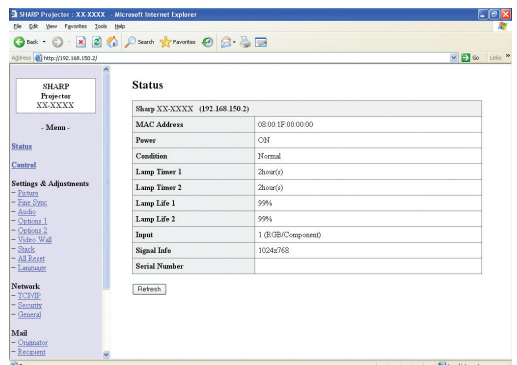 SHARP Projector : XX-XXXX - Microsoft Internet Explorer
File Edit View Favorites Tools Help
Back Search Favorites
Address http://192.168.150.2/ Go Links »
SHARP
Projector
XX-XXXX
- Menu -
Status
Control
Settings & Adjustments
– Picture
– Fine Sync
– Audio
– Options 1
– Options 2
– Video Wall
– Stack
– All Reset
– Language
Network
– TCP/IP
– Security
– General
Mail
– Originator
– Recipient
Status
Sharp XX-XXXX (192.168.150.2)
MAC Address 08:00:1F:00:00:00
Power ON
Condition Normal
Lamp Timer 1 2hour(s)
Lamp Timer 2 2hour(s)
Lamp Life 1 99%
Lamp Life 2 99%
Input 1 (RGB/Component)
Signal Info 1024x768
Serial Number
Refresh